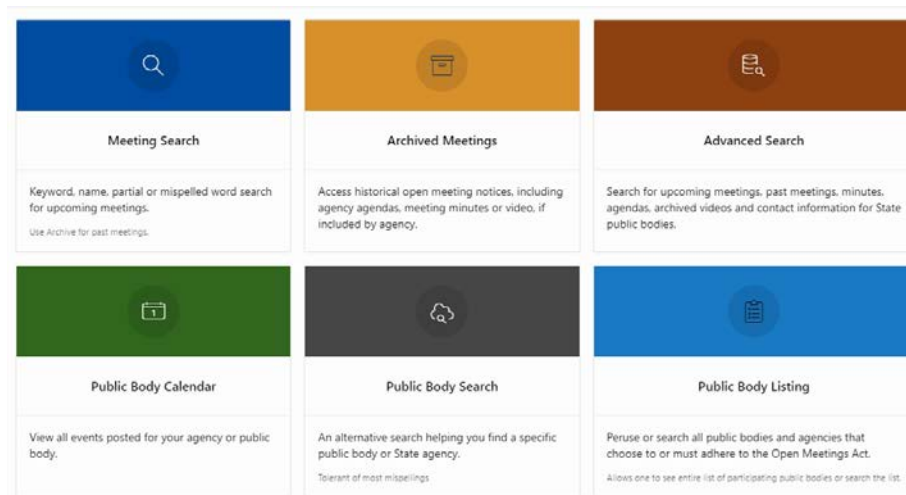 Meeting Search
Keyword, name, partial or mispelled word search
for upcoming meetings.
Use Archive for past meetings.
Archived Meetings
Access historical open meeting notices, including
agency agendas, meeting minutes or video, if
included by agency.
Advanced Search
Search for upcoming meetings, past meetings, minutes,
agendas, archived videos and contact information for State
public bodies.
1
Public Body Calendar
View all events posted for your agency or public
body.
Public Body Search
An alternative search helping you find a specific
public body or State agency.
Tolerant of most mispellings
Public Body Listing
Peruse or search all public bodies and agencies that
choose to or must adhere to the Open Meetings Act.
Allows one to see entire list of participating public bodies or search the list.